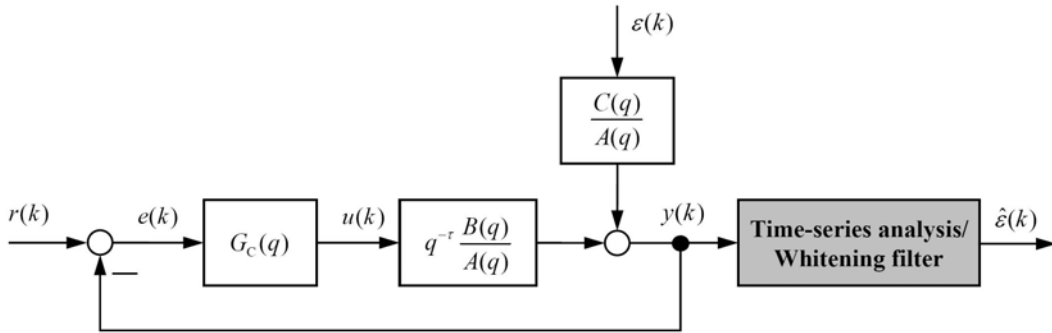 ε(k)
C(q)
A(q)
r(k)
e(k)
G_C(q)
u(k)
q^{-τ} B(q)
A(q)
y(k)
Time-series analysis/
Whitening filter
ε̂(k)
—